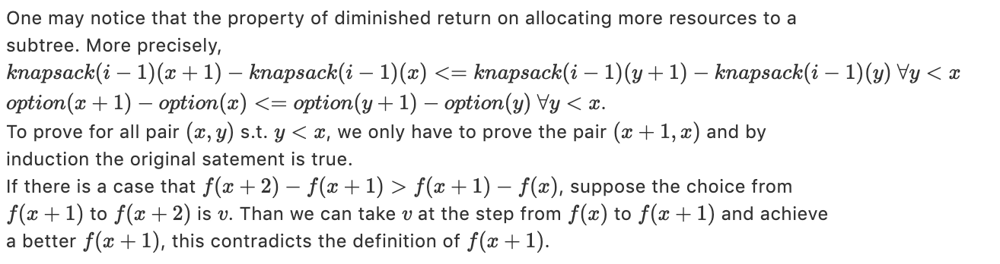 One may notice that the property of diminished return on allocating more resources to a
subtree. More precisely,
knapsack(i − 1)(x + 1) − knapsack(i − 1)(x) <= knapsack(i − 1)(y + 1) − knapsack(i − 1)(y) ∀y < x
option(x + 1) − option(x) <= option(y + 1) − option(y) ∀y < x.
To prove for all pair (x, y) s.t. y < x, we only have to prove the pair (x + 1, x) and by
induction the original satement is true.
If there is a case that f(x + 2) − f(x + 1) > f(x + 1) − f(x), suppose the choice from
f(x + 1) to f(x + 2) is v. Than we can take v at the step from f(x) to f(x + 1) and achieve
a better f(x + 1), this contradicts the definition of f(x + 1).